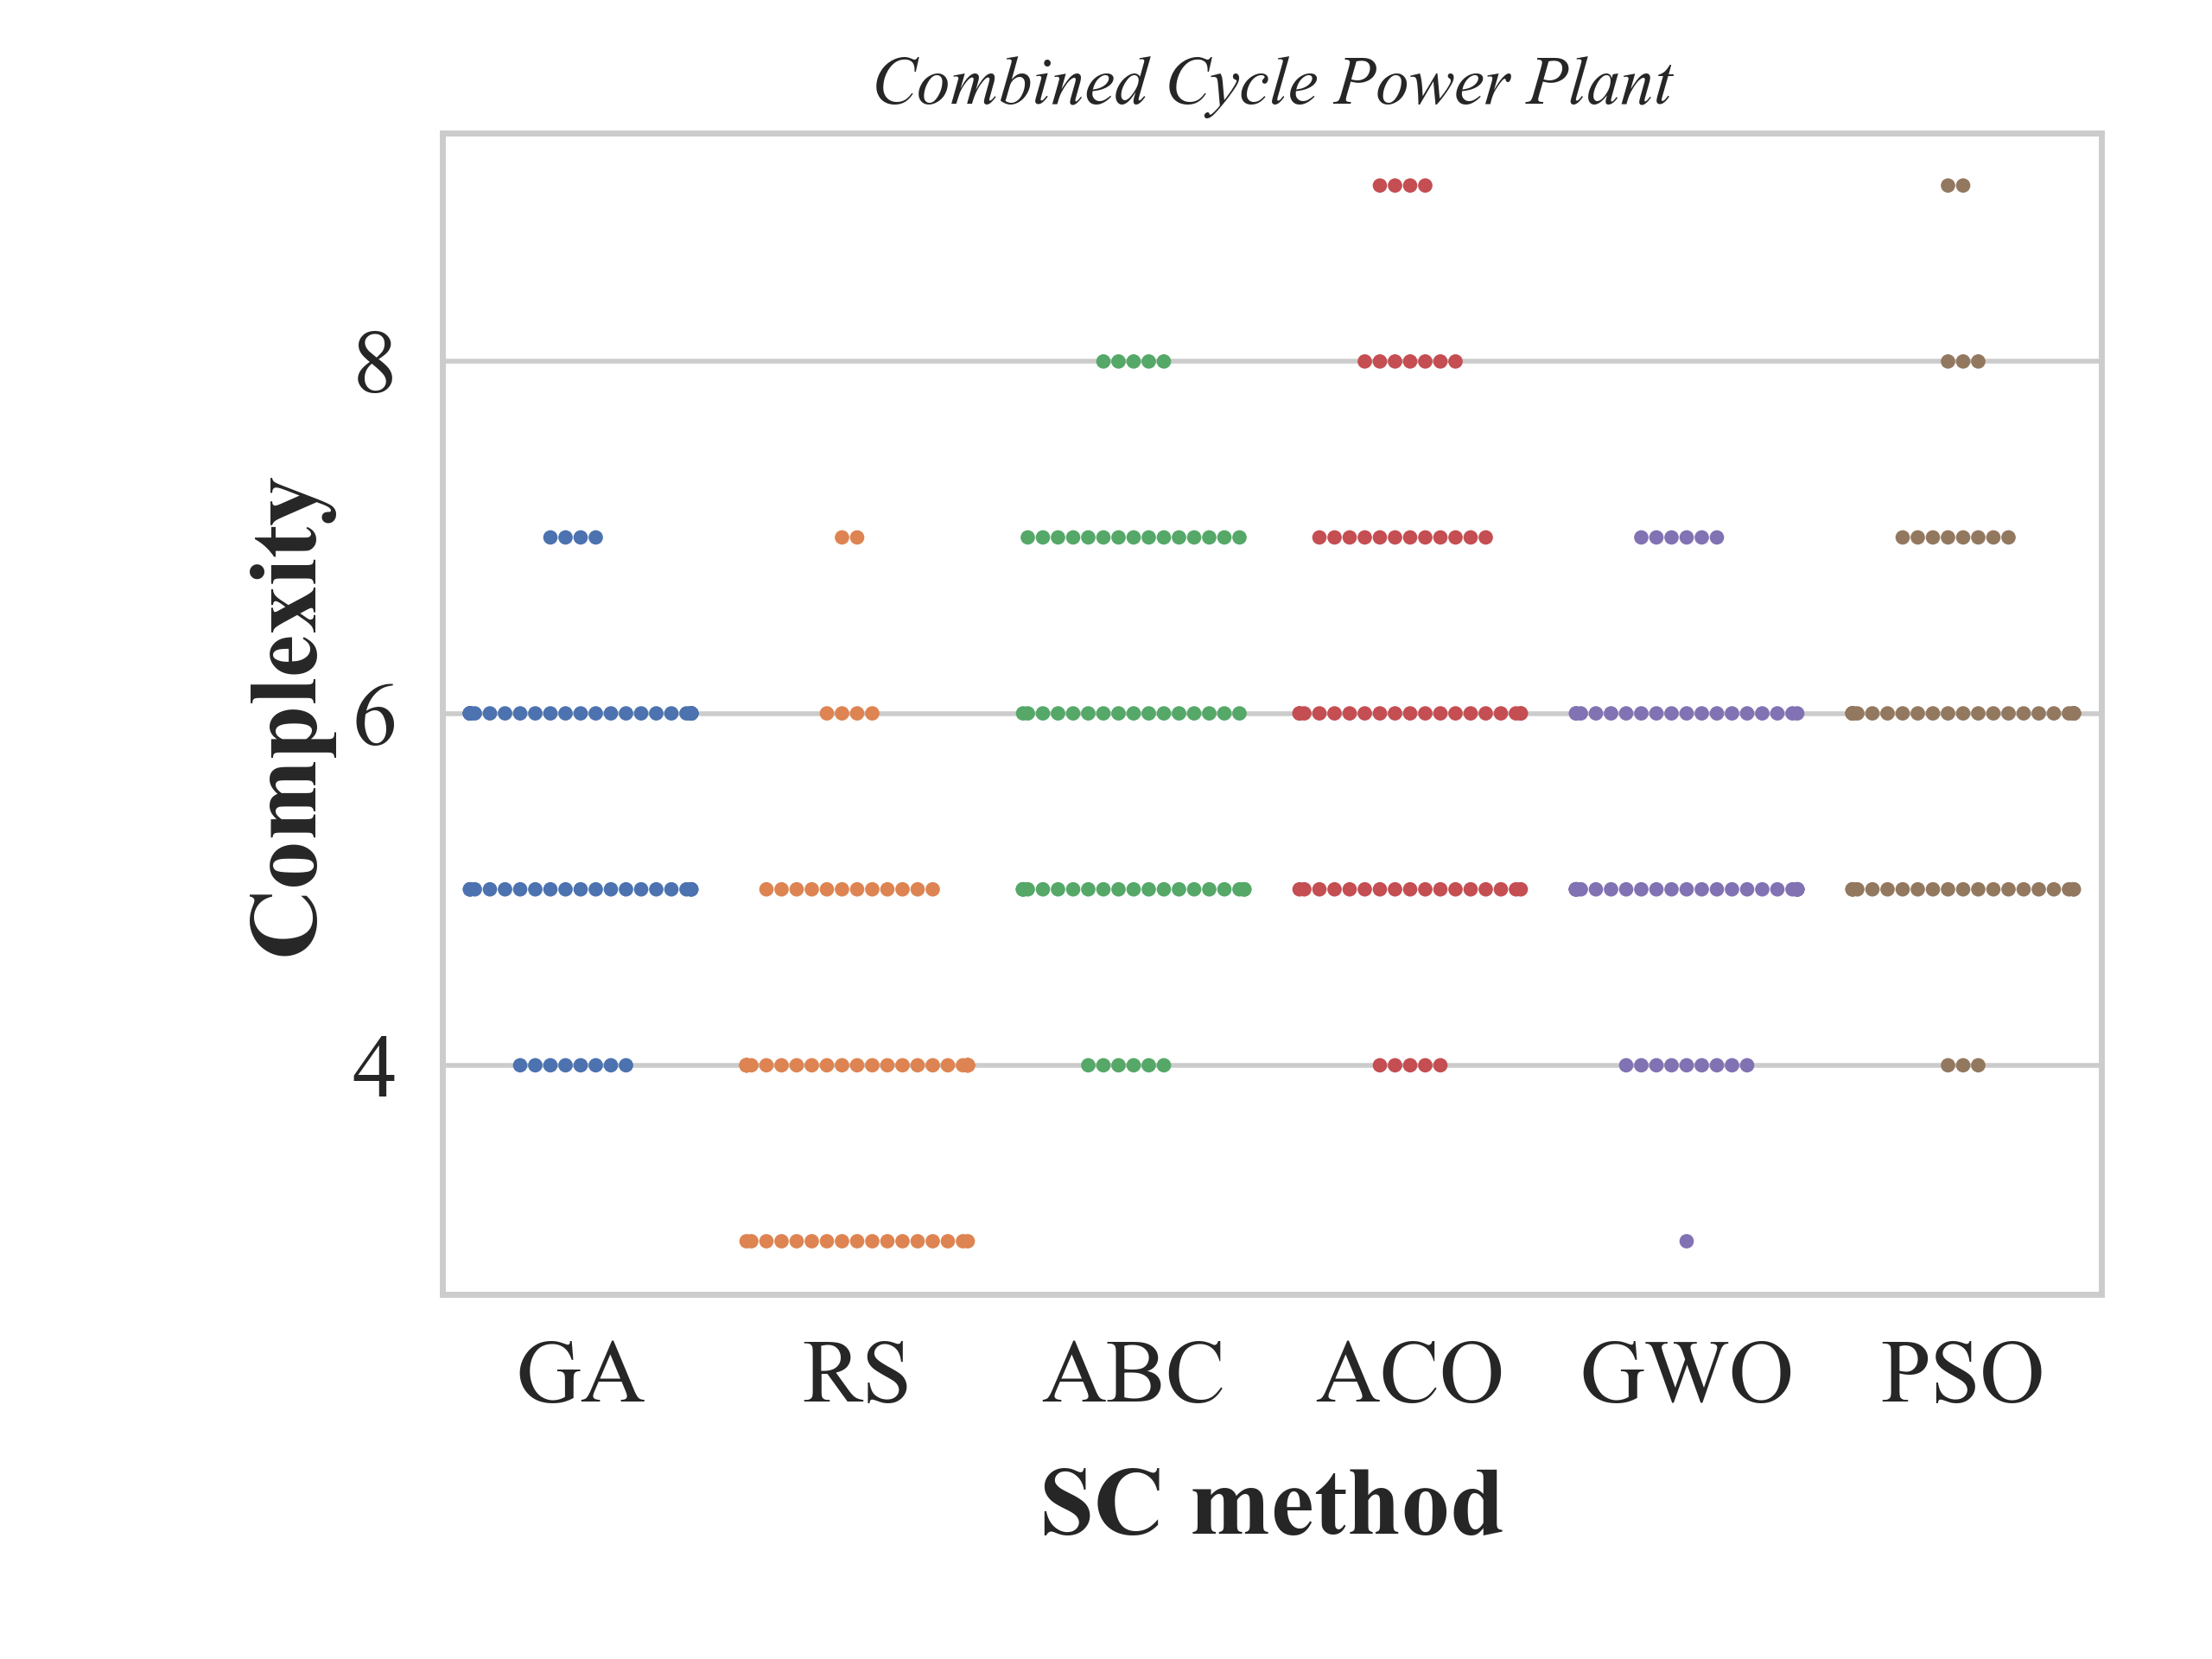 Combined Cycle Power Plant
Complexity
8
6
4
GA RS ABC ACO GWO PSO
SC method